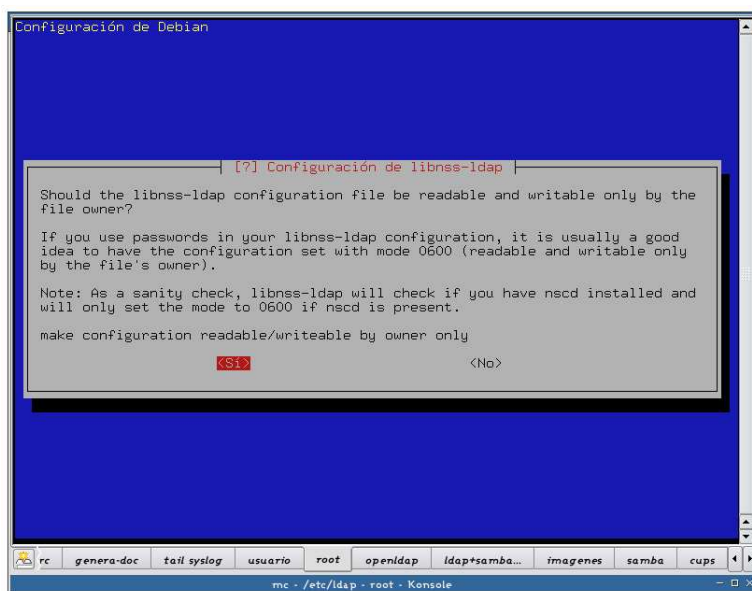 Configuración de Debian
[?] Configuración de libnss-ldap
Should the libnss-ldap configuration file be readable and writable only by the
file owner?
If you use passwords in your libnss-ldap configuration, it is usually a good
idea to have the configuration set with mode 0600 (readable and writable only
by the file's owner).
Note: As a sanity check, libnss-ldap will check if you have nscd installed and
will only set the mode to 0600 if nscd is present.
make configuration readable/writeable by owner only
<Sí> <No>
rc genera-doc tail syslog usuario root openldap ldap+samba... imagenes samba cups
mc - /etc/ldap - root - Konsole